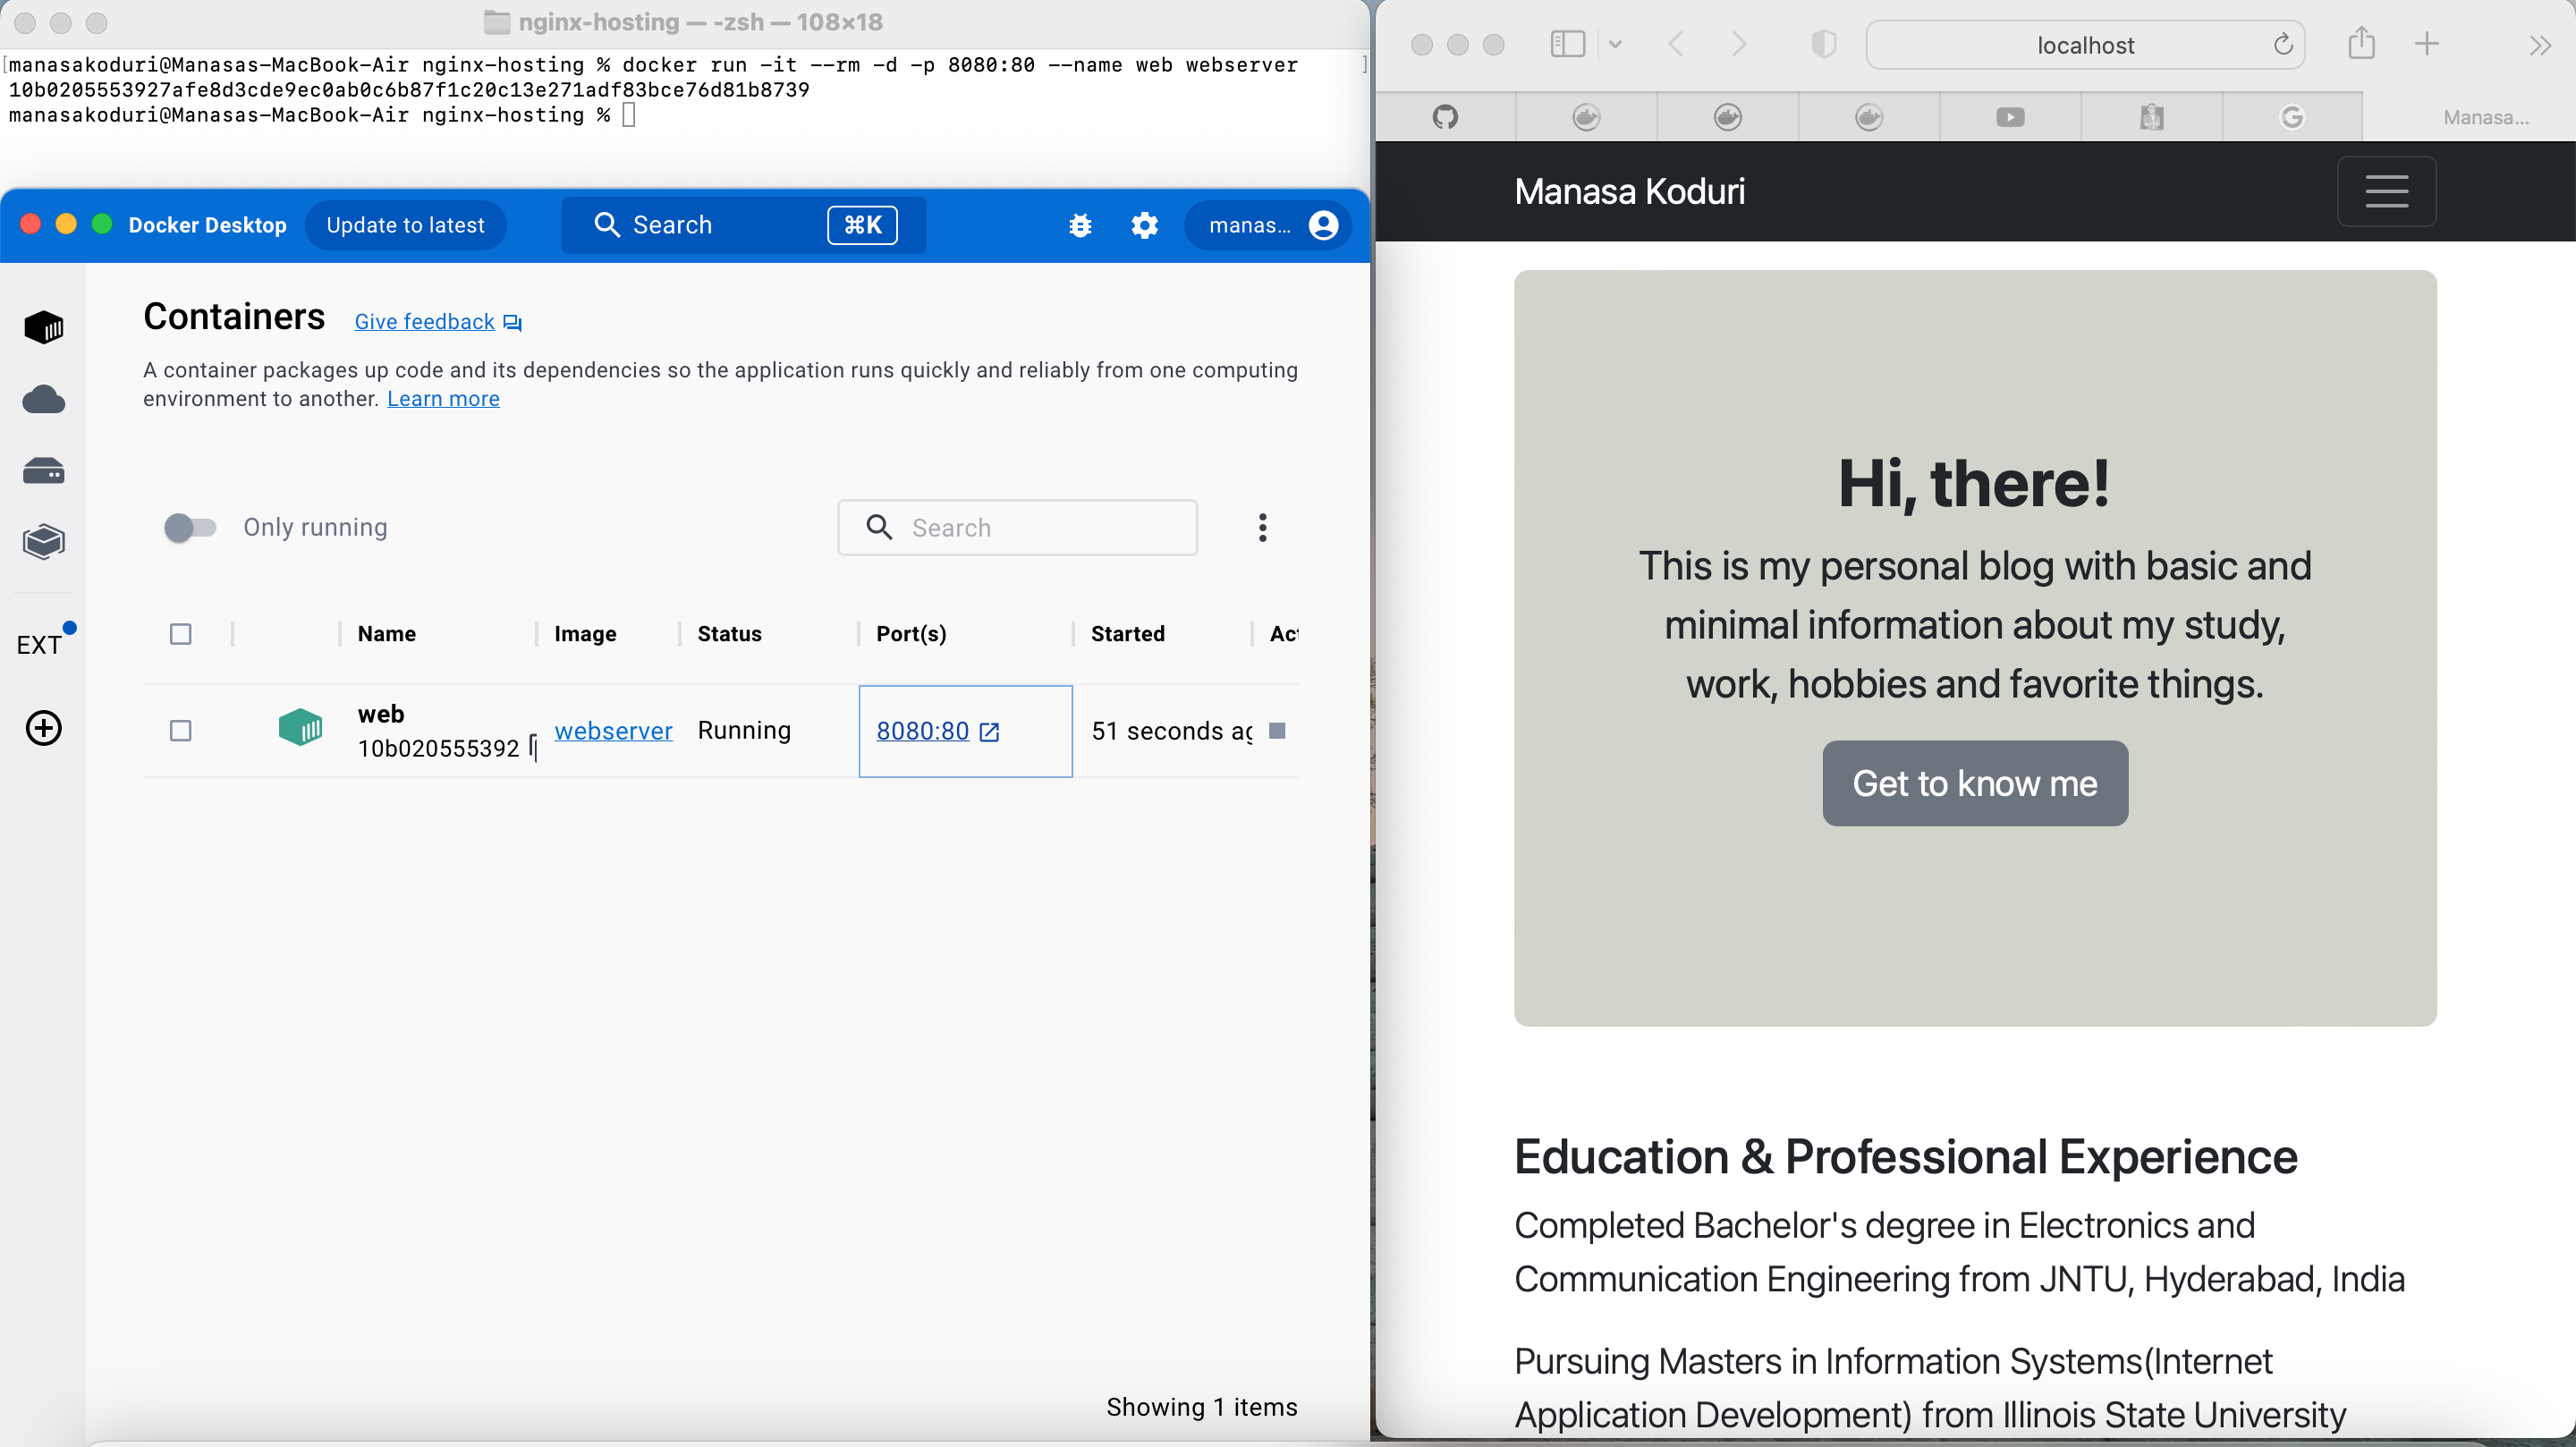 nginx-hosting — -zsh — 108×18
manasakoduri@Manasas-MacBook-Air nginx-hosting % docker run -it --rm -d -p 8080:80 --name web webserver
10b0205553927afe8d3cde9ec0ab0c6b87f1c20c13e271adf83bce76d81b8739
manasakoduri@Manasas-MacBook-Air nginx-hosting %
Docker Desktop
Update to latest
Search
⌘K
manas...
Containers
Give feedback
A container packages up code and its dependencies so the application runs quickly and reliably from one computing
environment to another. Learn more
Only running
Search
EXT
Name Image Status Port(s) Started
web
10b020555392
webserver Running 8080:80 51 seconds
Showing 1 items
localhost
Manasa...
Manasa Koduri
Hi, there!
This is my personal blog with basic and
minimal information about my study,
work, hobbies and favorite things.
Get to know me
Education & Professional Experience
Completed Bachelor's degree in Electronics and
Communication Engineering from JNTU, Hyderabad, India
Pursuing Masters in Information Systems(Internet
Application Development) from Illinois State University